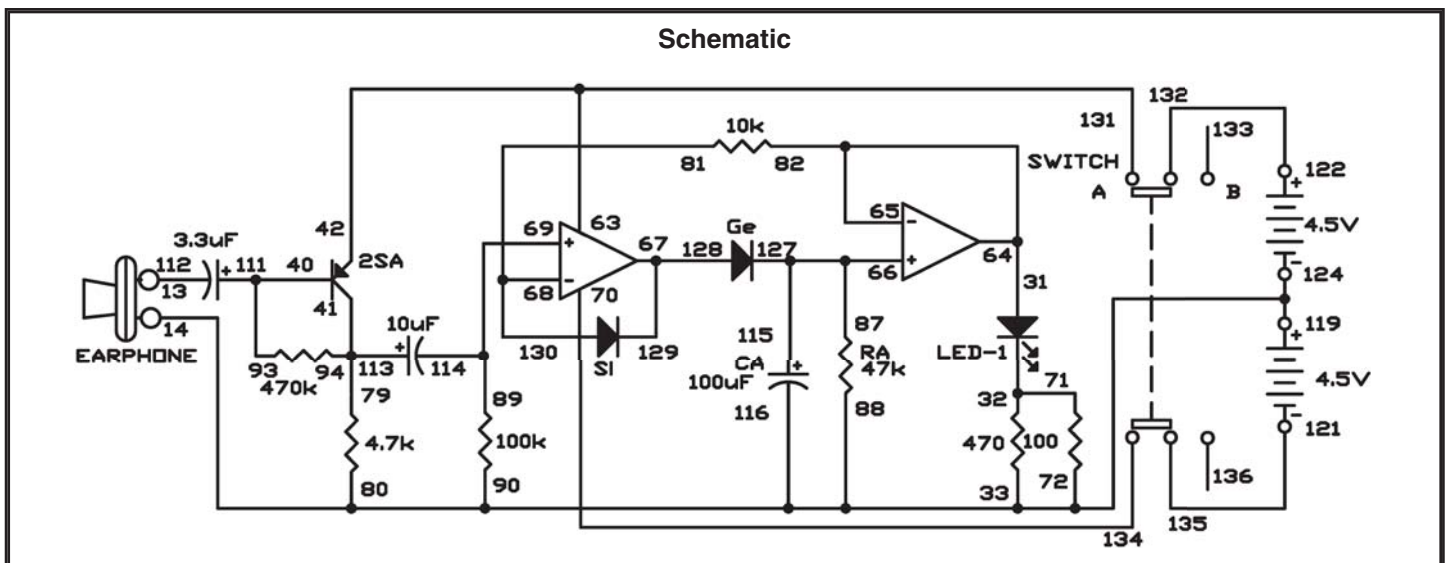 Schematic
132
131
133
10k
SWITCH
81 82
A B
122
+
4.5V
-
124
42
69 63
65
Ge
3.3uF
+
-
112 111 40 2SA
+ 67 128 127
13
68 -
66 +
64
41
70
31
119
+
14
10uF
115
87
EARPHONE
+
130 129
CA +
RA
LED-1
93 94 113 114
SI
100uF
47k
71
4.5V
470k
79
89
116
88
32
-
121
4.7k
100k
470 100
80
90
33
72
136
135
134